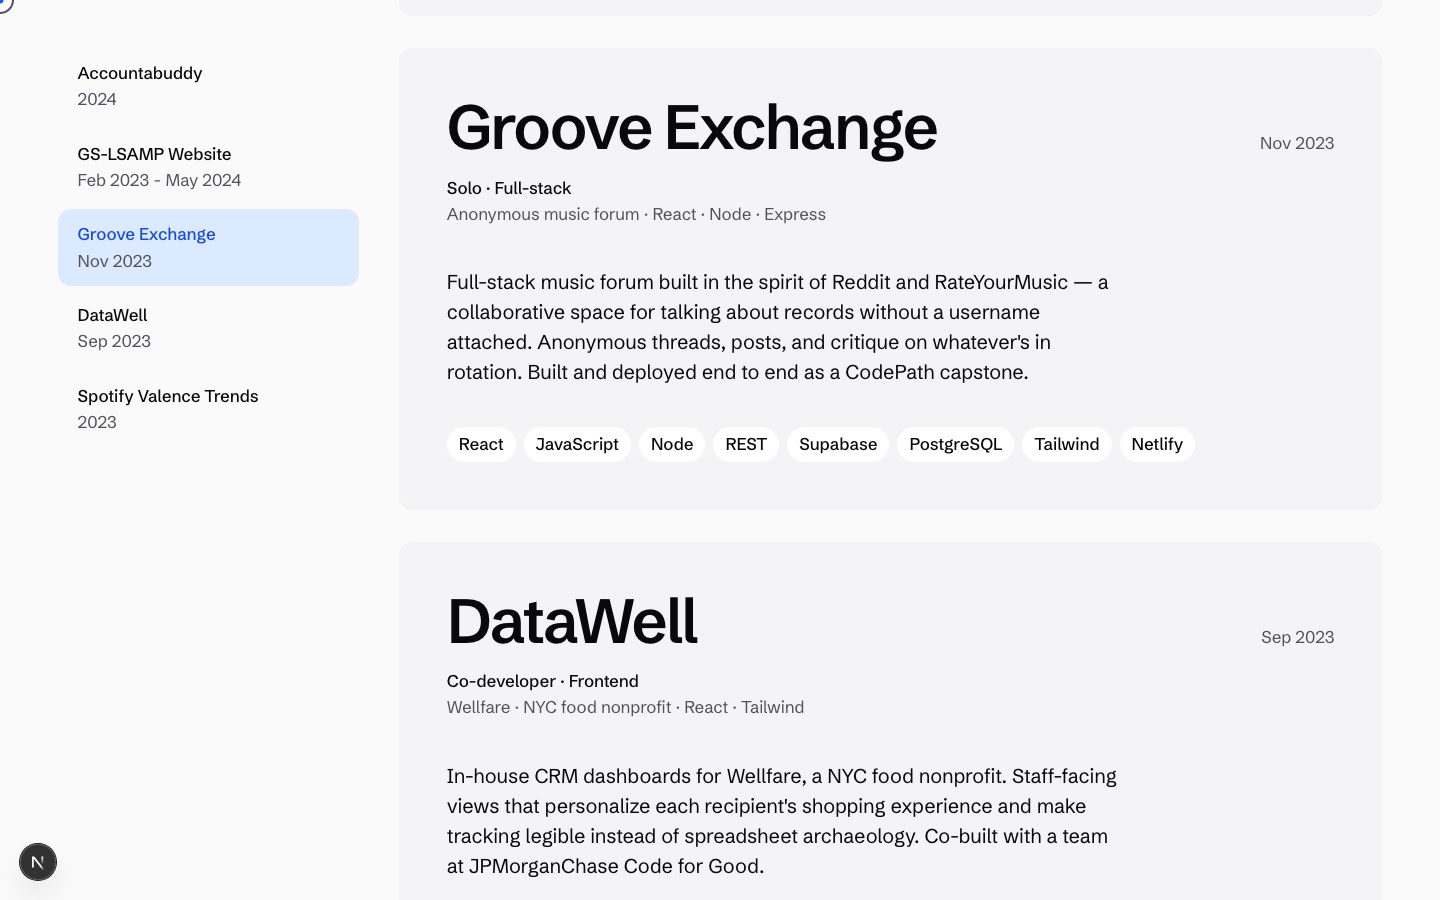 Accountabuddy
2024
GS-LSAMP Website
Feb 2023 - May 2024
Groove Exchange
Nov 2023
DataWell
Sep 2023
Spotify Valence Trends
2023
Groove Exchange
Nov 2023
Solo · Full-stack
Anonymous music forum · React · Node · Express
Full-stack music forum built in the spirit of Reddit and RateYourMusic — a
collaborative space for talking about records without a username
attached. Anonymous threads, posts, and critique on whatever's in
rotation. Built and deployed end to end as a CodePath capstone.
React JavaScript Node REST Supabase PostgreSQL Tailwind Netlify
DataWell
Sep 2023
Co-developer · Frontend
Wellfare · NYC food nonprofit · React · Tailwind
In-house CRM dashboards for Wellfare, a NYC food nonprofit. Staff-facing
views that personalize each recipient's shopping experience and make
tracking legible instead of spreadsheet archaeology. Co-built with a team
at JPMorganChase Code for Good.
N